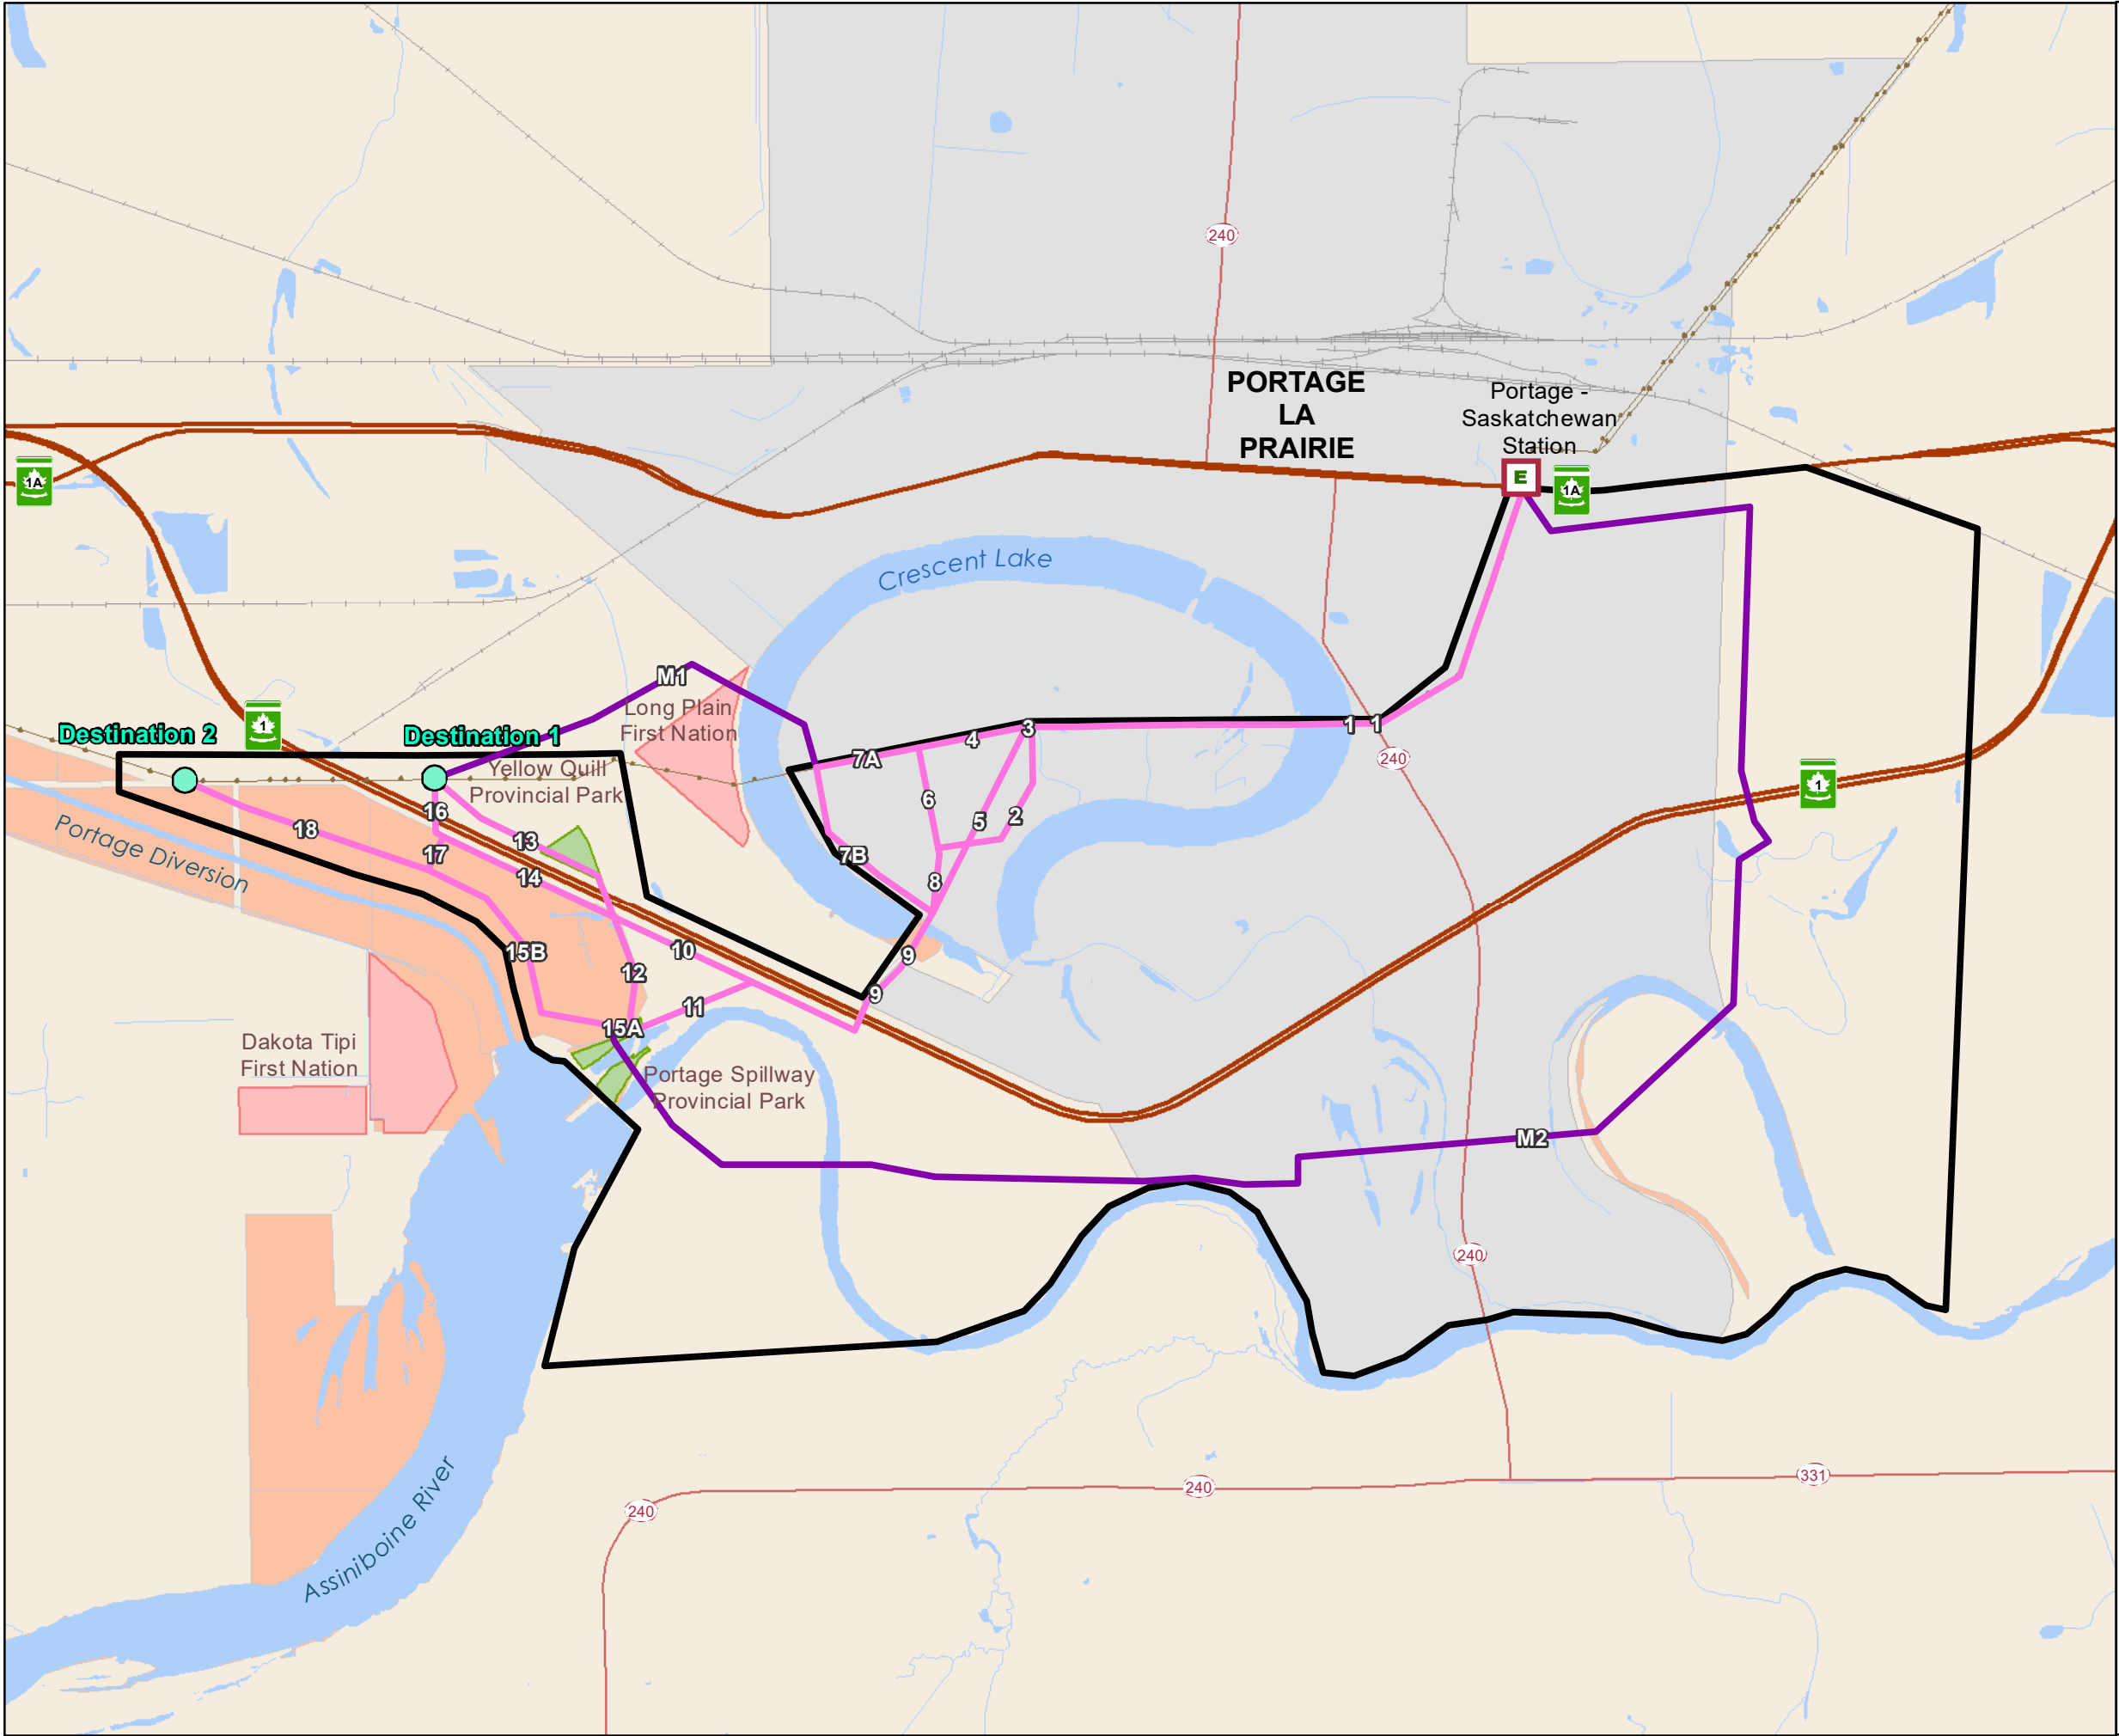 240
PORTAGE
LA
PRAIRIE
Portage -
Saskatchewan
Station
E
1A
1A
Crescent Lake
M1
Long Plain
First Nation
1
Destination 2
Destination 1
Yellow Quill
Provincial Park
3
4
7A
1
1
240
1
6
5
2
16
18
13
17
14
7B
8
Portage Diversion
15B
10
12
9
9
11
15A
Dakota Tipi
First Nation
Portage Spillway
Provincial Park
M2
240
Assiniboine River
240
240
331